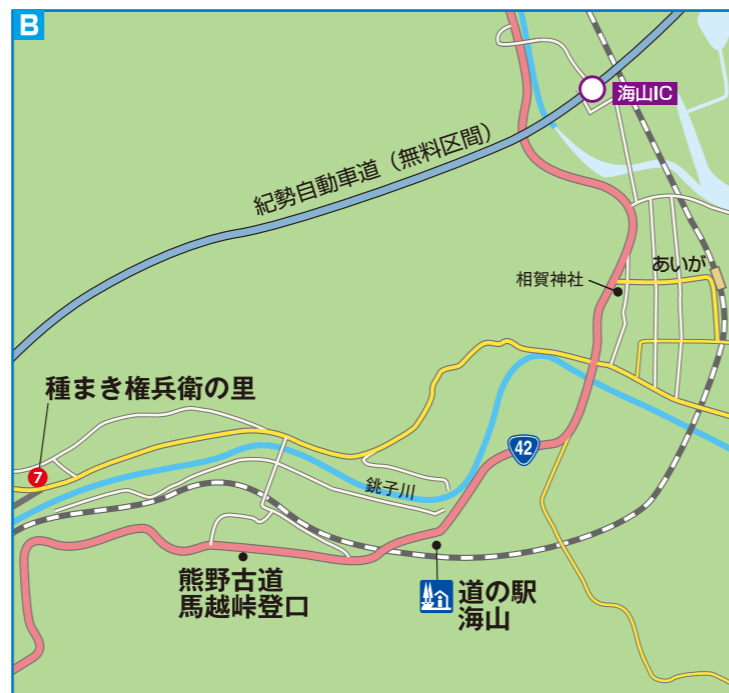 B
海山IC
紀勢自動車道（無料区間）
あいが
相賀神社
種まき権兵衛の里
7
42
銚子川
熊野古道
馬越峠登口
道の駅
海山